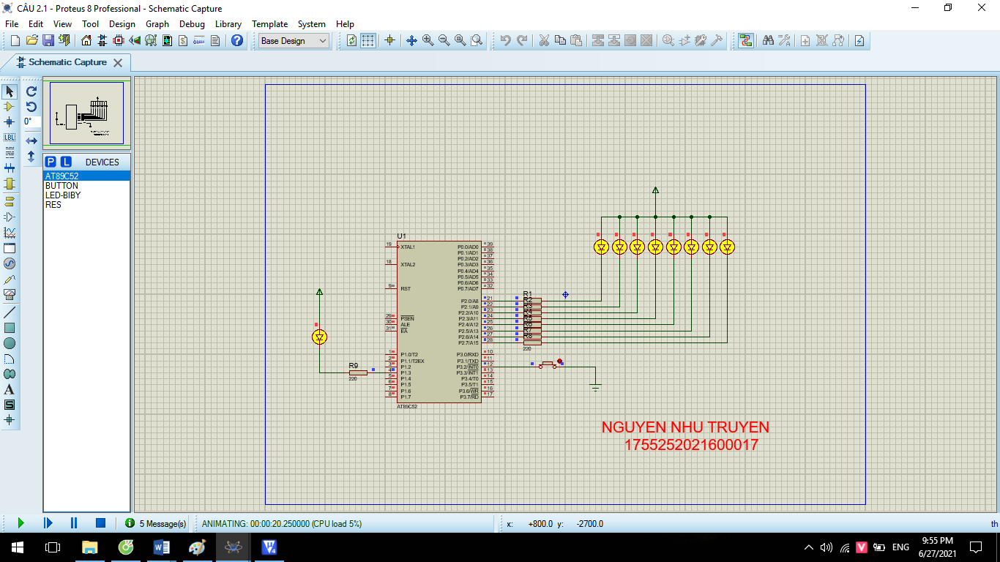 CÂU 2.1 - Proteus 8 Professional - Schematic Capture
File Edit View Tool Design Graph Debug Library Template System Help
Base Design
Schematic Capture
0°
LBL
P L DEVICES
AT89C52
BUTTON
LED-BIBY
RES
U1
19 XTAL1
18 XTAL2
9 RST
29 PSEN
30 ALE
31 EA
1 P1.0/T2
2 P1.1/T2EX
3 P1.2
4 P1.3
5 P1.4
6 P1.5
7 P1.6
8 P1.7
P0.0/AD0 39
P0.1/AD1 38
P0.2/AD2 37
P0.3/AD3 36
P0.4/AD4 35
P0.5/AD5 34
P0.6/AD6 33
P0.7/AD7 32
P2.0/A8 21
P2.1/A9 22
P2.2/A10 23
P2.3/A11 24
P2.4/A12 25
P2.5/A13 26
P2.6/A14 27
P2.7/A15 28
P3.0/RXD 10
P3.1/TXD 11
P3.2/INT0 12
P3.3/INT1 13
P3.4/T0 14
P3.5/T1 15
P3.6/WR 16
P3.7/RD 17
AT89C52
R9
220
R1
R2
R3
R4
R5
R6
R7
R8
220
NGUYEN NHU TRUYEN
1755252021600017
5 Message(s)
ANIMATING: 00:00:20.250000 (CPU load 5%)
x: +800.0 y: -2700.0 th
ENG
9:55 PM
6/27/2021